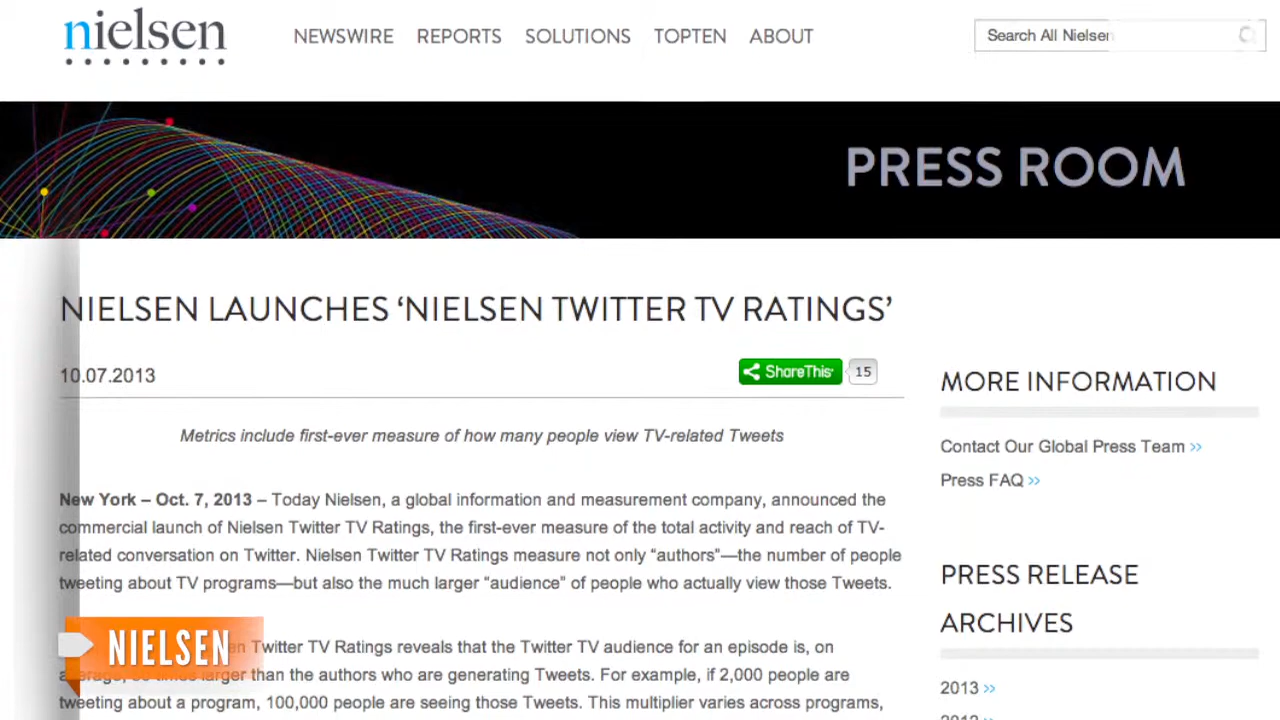 nielsen
NEWSWIRE REPORTS SOLUTIONS TOPTEN ABOUT
Search All Nielsen
PRESS ROOM
NIELSEN LAUNCHES ‘NIELSEN TWITTER TV RATINGS’
10.07.2013
ShareThis 15
Metrics include first-ever measure of how many people view TV-related Tweets
New York – Oct. 7, 2013 – Today Nielsen, a global information and measurement company, announced the
commercial launch of Nielsen Twitter TV Ratings, the first-ever measure of the total activity and reach of TV-
related conversation on Twitter. Nielsen Twitter TV Ratings measure not only “authors”—the number of people
tweeting about TV programs—but also the much larger “audience” of people who actually view those Tweets.
Twitter TV Ratings reveals that the Twitter TV audience for an episode is, on
average, times larger than the authors who are generating Tweets. For example, if 2,000 people are
tweeting about a program, 100,000 people are seeing those Tweets. This multiplier varies across programs,
NIELSEN
MORE INFORMATION
Contact Our Global Press Team >>
Press FAQ >>
PRESS RELEASE
ARCHIVES
2013 >>